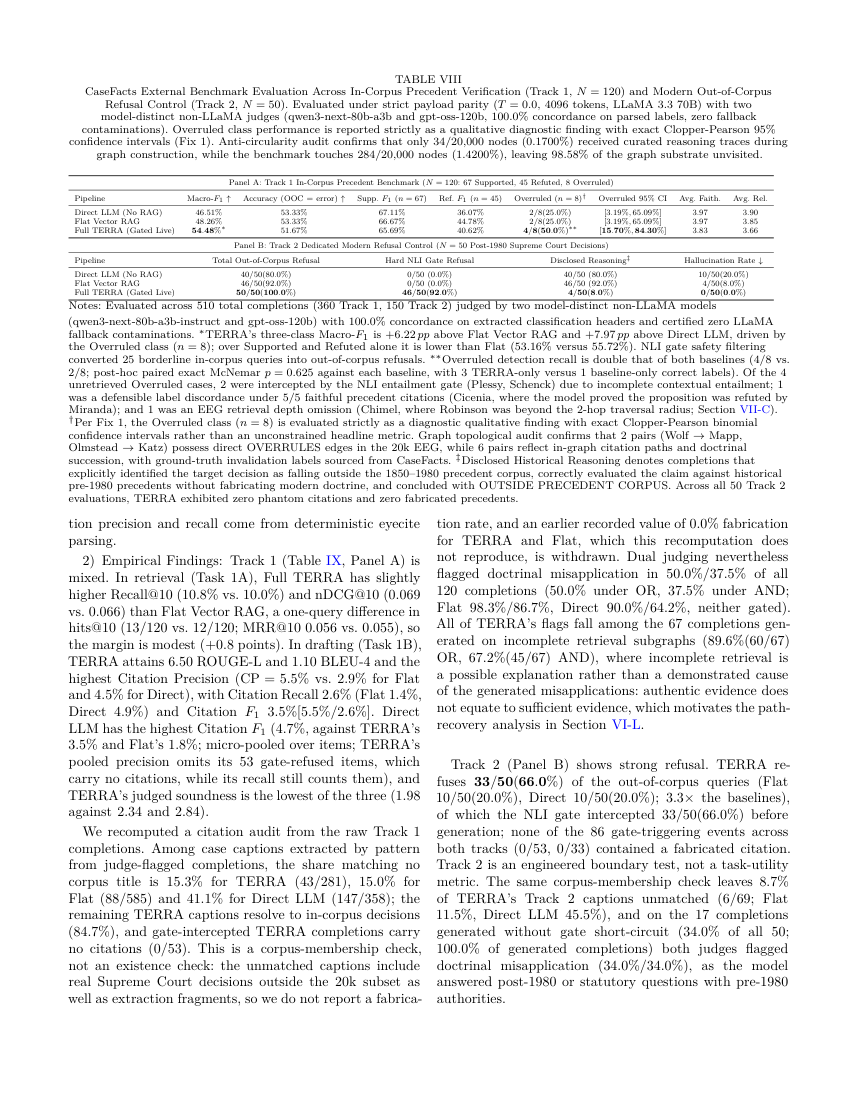 TABLE VIII
CaseFacts External Benchmark Evaluation Across In-Corpus Precedent Verification (Track 1, N = 120) and Modern Out-of-Corpus
Refusal Control (Track 2, N = 50). Evaluated under strict payload parity (T = 0.0, 4096 tokens, LLaMA 3.3 70B) with two
model-distinct non-LLaMA judges (qwen3-next-80b-a3b and gpt-oss-120b, 100.0% concordance on parsed labels, zero fallback
contaminations). Overruled class performance is reported strictly as a qualitative diagnostic finding with exact Clopper-Pearson 95%
confidence intervals (Fix 1). Anti-circularity audit confirms that only 34/20,000 nodes (0.1700%) received curated reasoning traces during
graph construction, while the benchmark touches 284/20,000 nodes (1.4200%), leaving 98.58% of the graph substrate unvisited.
Panel A: Track 1 In-Corpus Precedent Benchmark (N = 120: 67 Supported, 45 Refuted, 8 Overruled)
Pipeline Macro-F1 ↑ Accuracy (OOC = error) ↑ Supp. F1 (n = 67) Ref. F1 (n = 45) Overruled (n = 8)† Overruled 95% CI Avg. Faith. Avg. Rel.
Direct LLM (No RAG) 46.51% 53.33% 67.11% 36.07% 2/8(25.0%) [3.19%, 65.09%] 3.97 3.90
Flat Vector RAG 48.26% 53.33% 66.67% 44.78% 2/8(25.0%) [3.19%, 65.09%] 3.97 3.85
Full TERRA (Gated Live) 54.48%* 51.67% 65.69% 40.62% 4/8(50.0%)** [15.70%, 84.30%] 3.83 3.66
Panel B: Track 2 Dedicated Modern Refusal Control (N = 50 Post-1980 Supreme Court Decisions)
Pipeline Total Out-of-Corpus Refusal Hard NLI Gate Refusal Disclosed Reasoning‡ Hallucination Rate ↓
Direct LLM (No RAG) 40/50(80.0%) 0/50 (0.0%) 40/50 (80.0%) 10/50(20.0%)
Flat Vector RAG 46/50(92.0%) 0/50 (0.0%) 46/50 (92.0%) 4/50(8.0%)
Full TERRA (Gated Live) 50/50(100.0%) 46/50(92.0%) 4/50(8.0%) 0/50(0.0%)
Notes: Evaluated across 510 total completions (360 Track 1, 150 Track 2) judged by two model-distinct non-LLaMA models
(qwen3-next-80b-a3b-instruct and gpt-oss-120b) with 100.0% concordance on extracted classification headers and certified zero LLaMA
fallback contaminations. *TERRA's three-class Macro-F1 is +6.22 pp above Flat Vector RAG and +7.97 pp above Direct LLM, driven by
the Overruled class (n = 8); over Supported and Refuted alone it is lower than Flat (53.16% versus 55.72%). NLI gate safety filtering
converted 25 borderline in-corpus queries into out-of-corpus refusals. **Overruled detection recall is double that of both baselines (4/8 vs.
2/8; post-hoc paired exact McNemar p = 0.625 against each baseline, with 3 TERRA-only versus 1 baseline-only correct labels). Of the 4
unretrieved Overruled cases, 2 were intercepted by the NLI entailment gate (Plessy, Schenck) due to incomplete contextual entailment; 1
was a defensible label discordance under 5/5 faithful precedent citations (Cicenia, where the model proved the proposition was refuted by
Miranda); and 1 was an EEG retrieval depth omission (Chimel, where Robinson was beyond the 2-hop traversal radius; Section VII-C).
†Per Fix 1, the Overruled class (n = 8) is evaluated strictly as a diagnostic qualitative finding with exact Clopper-Pearson binomial
confidence intervals rather than an unconstrained headline metric. Graph topological audit confirms that 2 pairs (Wolf → Mapp,
Olmstead → Katz) possess direct OVERRULES edges in the 20k EEG, while 6 pairs reflect in-graph citation paths and doctrinal
succession, with ground-truth invalidation labels sourced from CaseFacts. ‡Disclosed Historical Reasoning denotes completions that
explicitly identified the target decision as falling outside the 1850–1980 precedent corpus, correctly evaluated the claim against historical
pre-1980 precedents without fabricating modern doctrine, and concluded with OUTSIDE PRECEDENT CORPUS. Across all 50 Track 2
evaluations, TERRA exhibited zero phantom citations and zero fabricated precedents.
tion precision and recall come from deterministic eyecite
parsing.
2) Empirical Findings: Track 1 (Table IX, Panel A) is
mixed. In retrieval (Task 1A), Full TERRA has slightly
higher Recall@10 (10.8% vs. 10.0%) and nDCG@10 (0.069
vs. 0.066) than Flat Vector RAG, a one-query difference in
hits@10 (13/120 vs. 12/120; MRR@10 0.056 vs. 0.055), so
the margin is modest (+0.8 points). In drafting (Task 1B),
TERRA attains 6.50 ROUGE-L and 1.10 BLEU-4 and the
highest Citation Precision (CP = 5.5% vs. 2.9% for Flat
and 4.5% for Direct), with Citation Recall 2.6% (Flat 1.4%,
Direct 4.9%) and Citation F1 3.5%[5.5%/2.6%]. Direct
LLM has the highest Citation F1 (4.7%, against TERRA's
3.5% and Flat's 1.8%; micro-pooled over items; TERRA's
pooled precision omits its 53 gate-refused items, which
carry no citations, while its recall still counts them), and
TERRA's judged soundness is the lowest of the three (1.98
against 2.34 and 2.84).
We recomputed a citation audit from the raw Track 1
completions. Among case captions extracted by pattern
from judge-flagged completions, the share matching no
corpus title is 15.3% for TERRA (43/281), 15.0% for
Flat (88/585) and 41.1% for Direct LLM (147/358); the
remaining TERRA captions resolve to in-corpus decisions
(84.7%), and gate-intercepted TERRA completions carry
no citations (0/53). This is a corpus-membership check,
not an existence check: the unmatched captions include
real Supreme Court decisions outside the 20k subset as
well as extraction fragments, so we do not report a fabrica-
tion rate, and an earlier recorded value of 0.0% fabrication
for TERRA and Flat, which this recomputation does
not reproduce, is withdrawn. Dual judging nevertheless
flagged doctrinal misapplication in 50.0%/37.5% of all
120 completions (50.0% under OR, 37.5% under AND;
Flat 98.3%/86.7%, Direct 90.0%/64.2%, neither gated).
All of TERRA's flags fall among the 67 completions gen-
erated on incomplete retrieval subgraphs (89.6%(60/67)
OR, 67.2%(45/67) AND), where incomplete retrieval is
a possible explanation rather than a demonstrated cause
of the generated misapplications: authentic evidence does
not equate to sufficient evidence, which motivates the path-
recovery analysis in Section VI-L.
Track 2 (Panel B) shows strong refusal. TERRA re-
fuses 33/50(66.0%) of the out-of-corpus queries (Flat
10/50(20.0%), Direct 10/50(20.0%); 3.3× the baselines),
of which the NLI gate intercepted 33/50(66.0%) before
generation; none of the 86 gate-triggering events across
both tracks (0/53, 0/33) contained a fabricated citation.
Track 2 is an engineered boundary test, not a task-utility
metric. The same corpus-membership check leaves 8.7%
of TERRA's Track 2 captions unmatched (6/69; Flat
11.5%, Direct LLM 45.5%), and on the 17 completions
generated without gate short-circuit (34.0% of all 50;
100.0% of generated completions) both judges flagged
doctrinal misapplication (34.0%/34.0%), as the model
answered post-1980 or statutory questions with pre-1980
authorities.